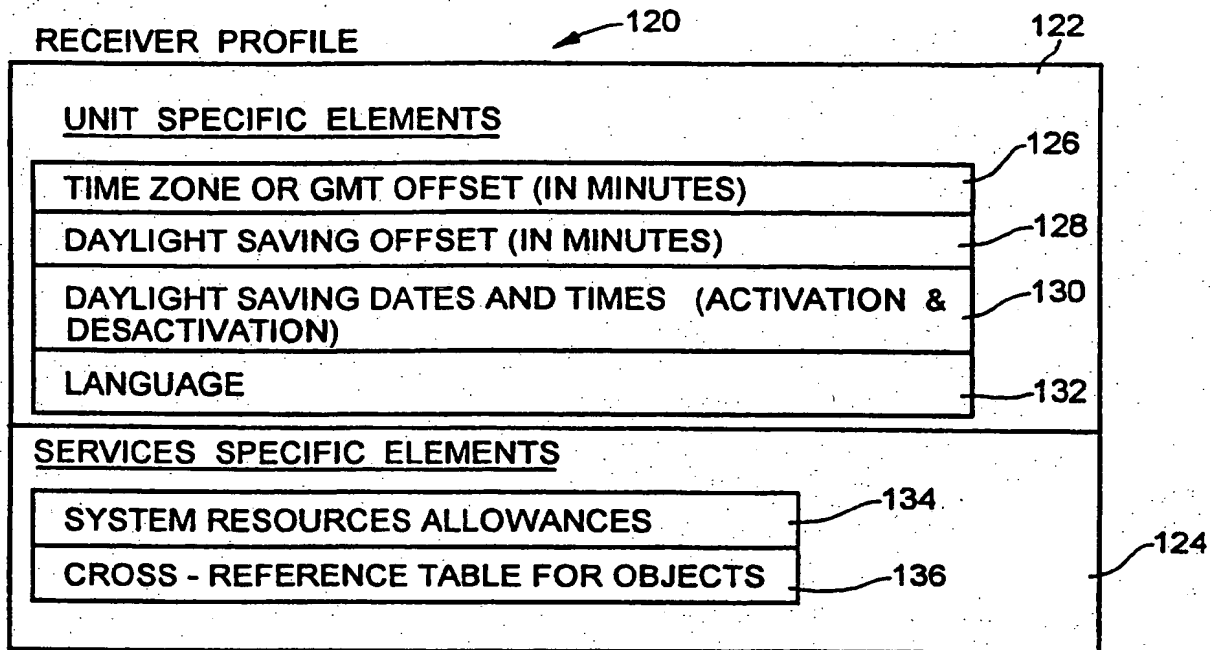 RECEIVER PROFILE
120
122
UNIT SPECIFIC ELEMENTS
126
TIME ZONE OR GMT OFFSET (IN MINUTES)
DAYLIGHT SAVING OFFSET (IN MINUTES)
128
DAYLIGHT SAVING DATES AND TIMES (ACTIVATION &
DESACTIVATION)
130
LANGUAGE
132
SERVICES SPECIFIC ELEMENTS
SYSTEM RESOURCES ALLOWANCES
134
124
CROSS - REFERENCE TABLE FOR OBJECTS
136